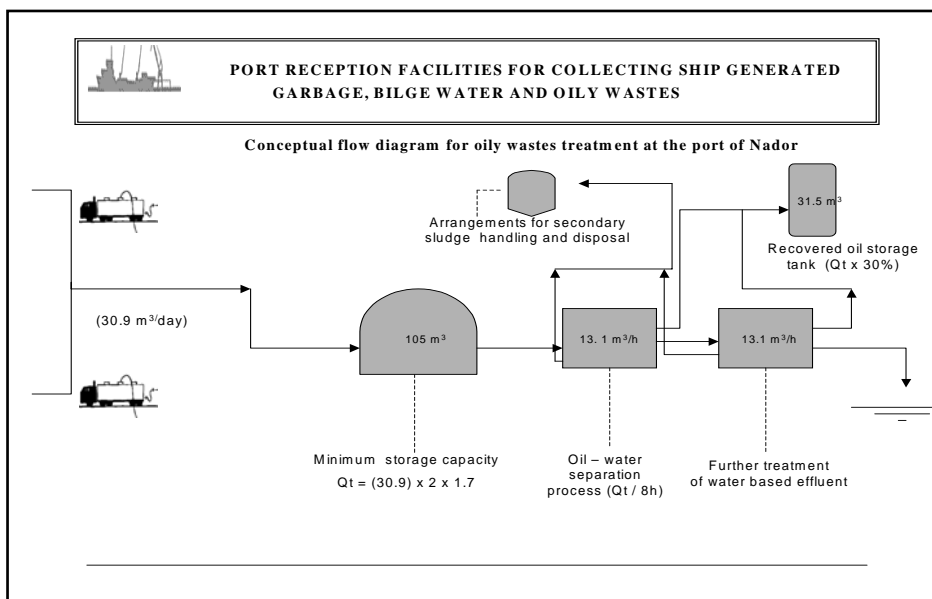 PORT RECEPTION FACILITIES FOR COLLECTING SHIP GENERATED
GARBAGE, BILGE WATER AND OILY WASTES
Conceptual flow diagram for oily wastes treatment at the port of Nador
31.5 m³
Arrangements for secondary
sludge handling and disposal
Recovered oil storage
tank (Qt x 30%)
(30.9 m³/day)
105 m³
13. 1 m³/h
13.1 m³/h
Minimum storage capacity
Qt = (30.9) x 2 x 1.7
Oil – water
separation
process (Qt / 8h)
Further treatment
of water based effluent